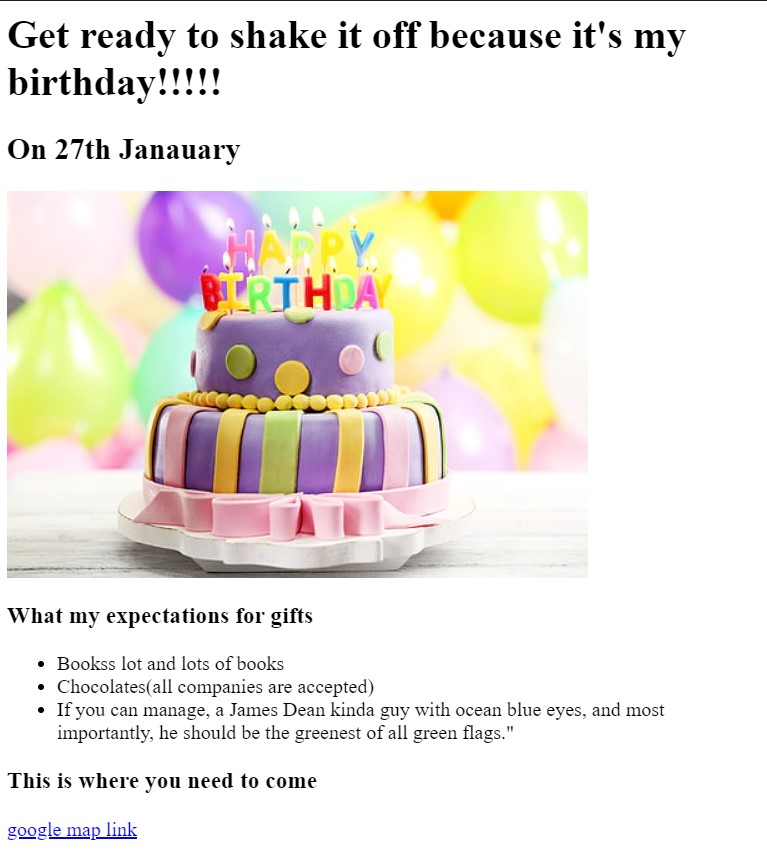 Get ready to shake it off because it's my
birthday!!!!!
On 27th Janauary
HAPPY
BIRTHDAY
What my expectations for gifts
Bookss lot and lots of books
Chocolates(all companies are accepted)
If you can manage, a James Dean kinda guy with ocean blue eyes, and most
importantly, he should be the greenest of all green flags."
This is where you need to come
google map link